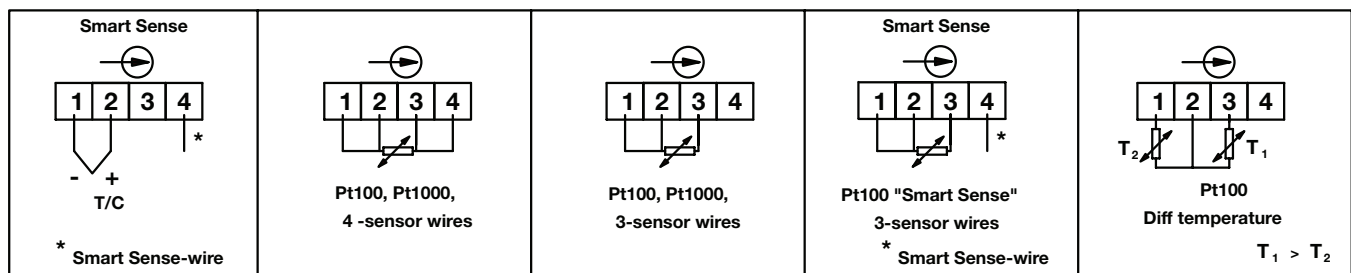 Smart Sense
1 2 3 4
*
- +
T/C
* Smart Sense-wire
1 2 3 4
Pt100, Pt1000,
4 -sensor wires
1 2 3 4
Pt100, Pt1000,
3-sensor wires
Smart Sense
1 2 3 4
*
Pt100 "Smart Sense"
3-sensor wires
* Smart Sense-wire
1 2 3 4
T₂ T₁
Pt100
Diff temperature
T₁ > T₂